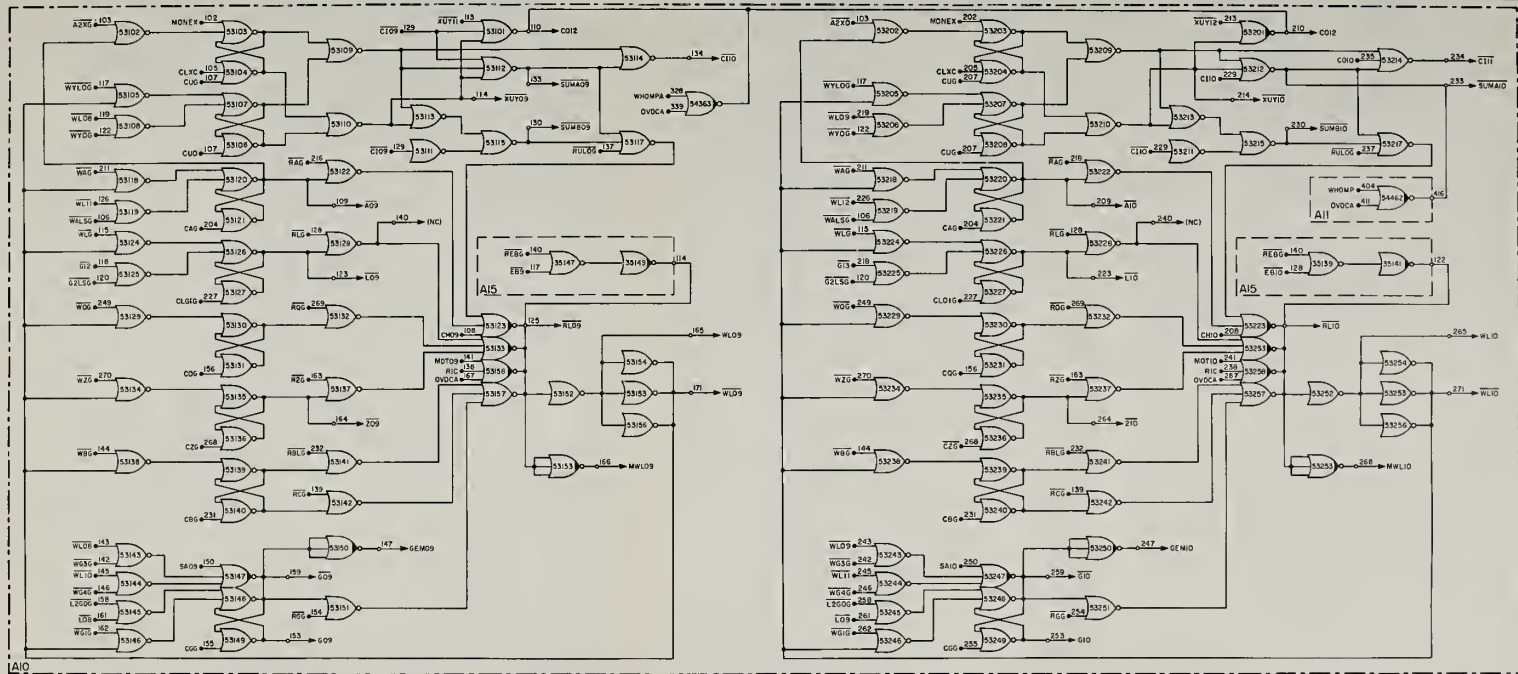 A2XG 103
53102
MONEX 102
53103
CLXC 105
CUG 107
53104
WYLOG 117
53105
WL08 119
WYDG 122
53108
53107
CUG 107
53108
53109
53110
XUY11 113
CI09 129
53101
110 CO12
53112
133 SUMA09
114 XUY09
53113
CI09 129
53111
53115
130 SUMB09
53114
134 CI10
RULOG 137
53117
WHOMPA 328
OVDCA 339
54363
WAG 211
53118
WL11 126
WALSG 106
53119
53120
53121
CAG 204
RAG 216
53122
109 A09
WLG 115
53124
G12 118
G2LSG 120
53125
53126
53127
CLG1G 227
RLG 128
53128
140 (NC)
123 L09
REBG 140
EB9 117
35147
35149
114
A15
WOG 249
53129
53130
53131
CQG 156
RQG 269
53132
53123
CH09 108
125 RL09
53133
MDT09 141
RIC 138
OVDCA 167
53158
53157
WZG 270
53134
53135
53136
CZG 268
RZG 163
53137
164 Z09
53152
53154
53153
53156
165 WL09
171 WL09
53153
166 MWL09
WBG 144
53138
53139
53140
CBG 231
RBLG 232
53141
RCG 139
53142
WL08 143
WG3G 142
53143
WL10 145
WG4G 146
53144
L2GDG 158
L08 161
53145
WG1G 162
53146
SA09 150
53147
53148
53149
CGG 155
53150
147 GEM09
159 G09
RGG 154
53151
153 G09
A10
A2XG 103
53202
MONEX 202
53203
CLXC 205
CUG 207
53204
WYLOG 117
53205
WL09 219
WYDG 122
53206
53207
CUG 207
53208
53209
53210
XUY12 213
53201
210 CO12
CI10 229
53212
214 XUY10
53213
CI10 229
53211
53215
230 SUMB10
CO10 235
53214
234 CI11
233 SUMA10
RULOG 237
53217
WHOMP 404
OVDCA 411
54462
416
A11
WAG 211
53218
WL12 226
WALSG 106
53219
53220
53221
CAG 204
RAG 218
53222
209 A10
WLG 115
53224
G13 218
G2LSG 120
53225
53226
53227
CLO1G 227
RLG 128
53228
240 (NC)
223 L10
REBG 140
EB10 128
35139
35141
122
A15
WOG 249
53229
53230
53231
CQG 156
RQG 269
53232
53223
CH10 208
RL10
53253
MDT10 241
RIC 238
OVDCA 267
53258
53257
WZG 270
53234
53235
53236
CZG 268
RZG 163
53237
264 Z10
53252
53254
53253
53256
265 WL10
271 WL10
53253
268 MWL10
WBG 144
53238
53239
53240
CBG 231
RBLG 232
53241
RCG 139
53242
WL09 243
WG3G 242
53243
WL11 245
WG4G 246
53244
L2GDG 258
L09 261
53245
WG1G 262
53246
SA10 250
53247
53248
53249
CGG 255
53250
247 GEM10
259 G10
RGG 254
53251
253 G10